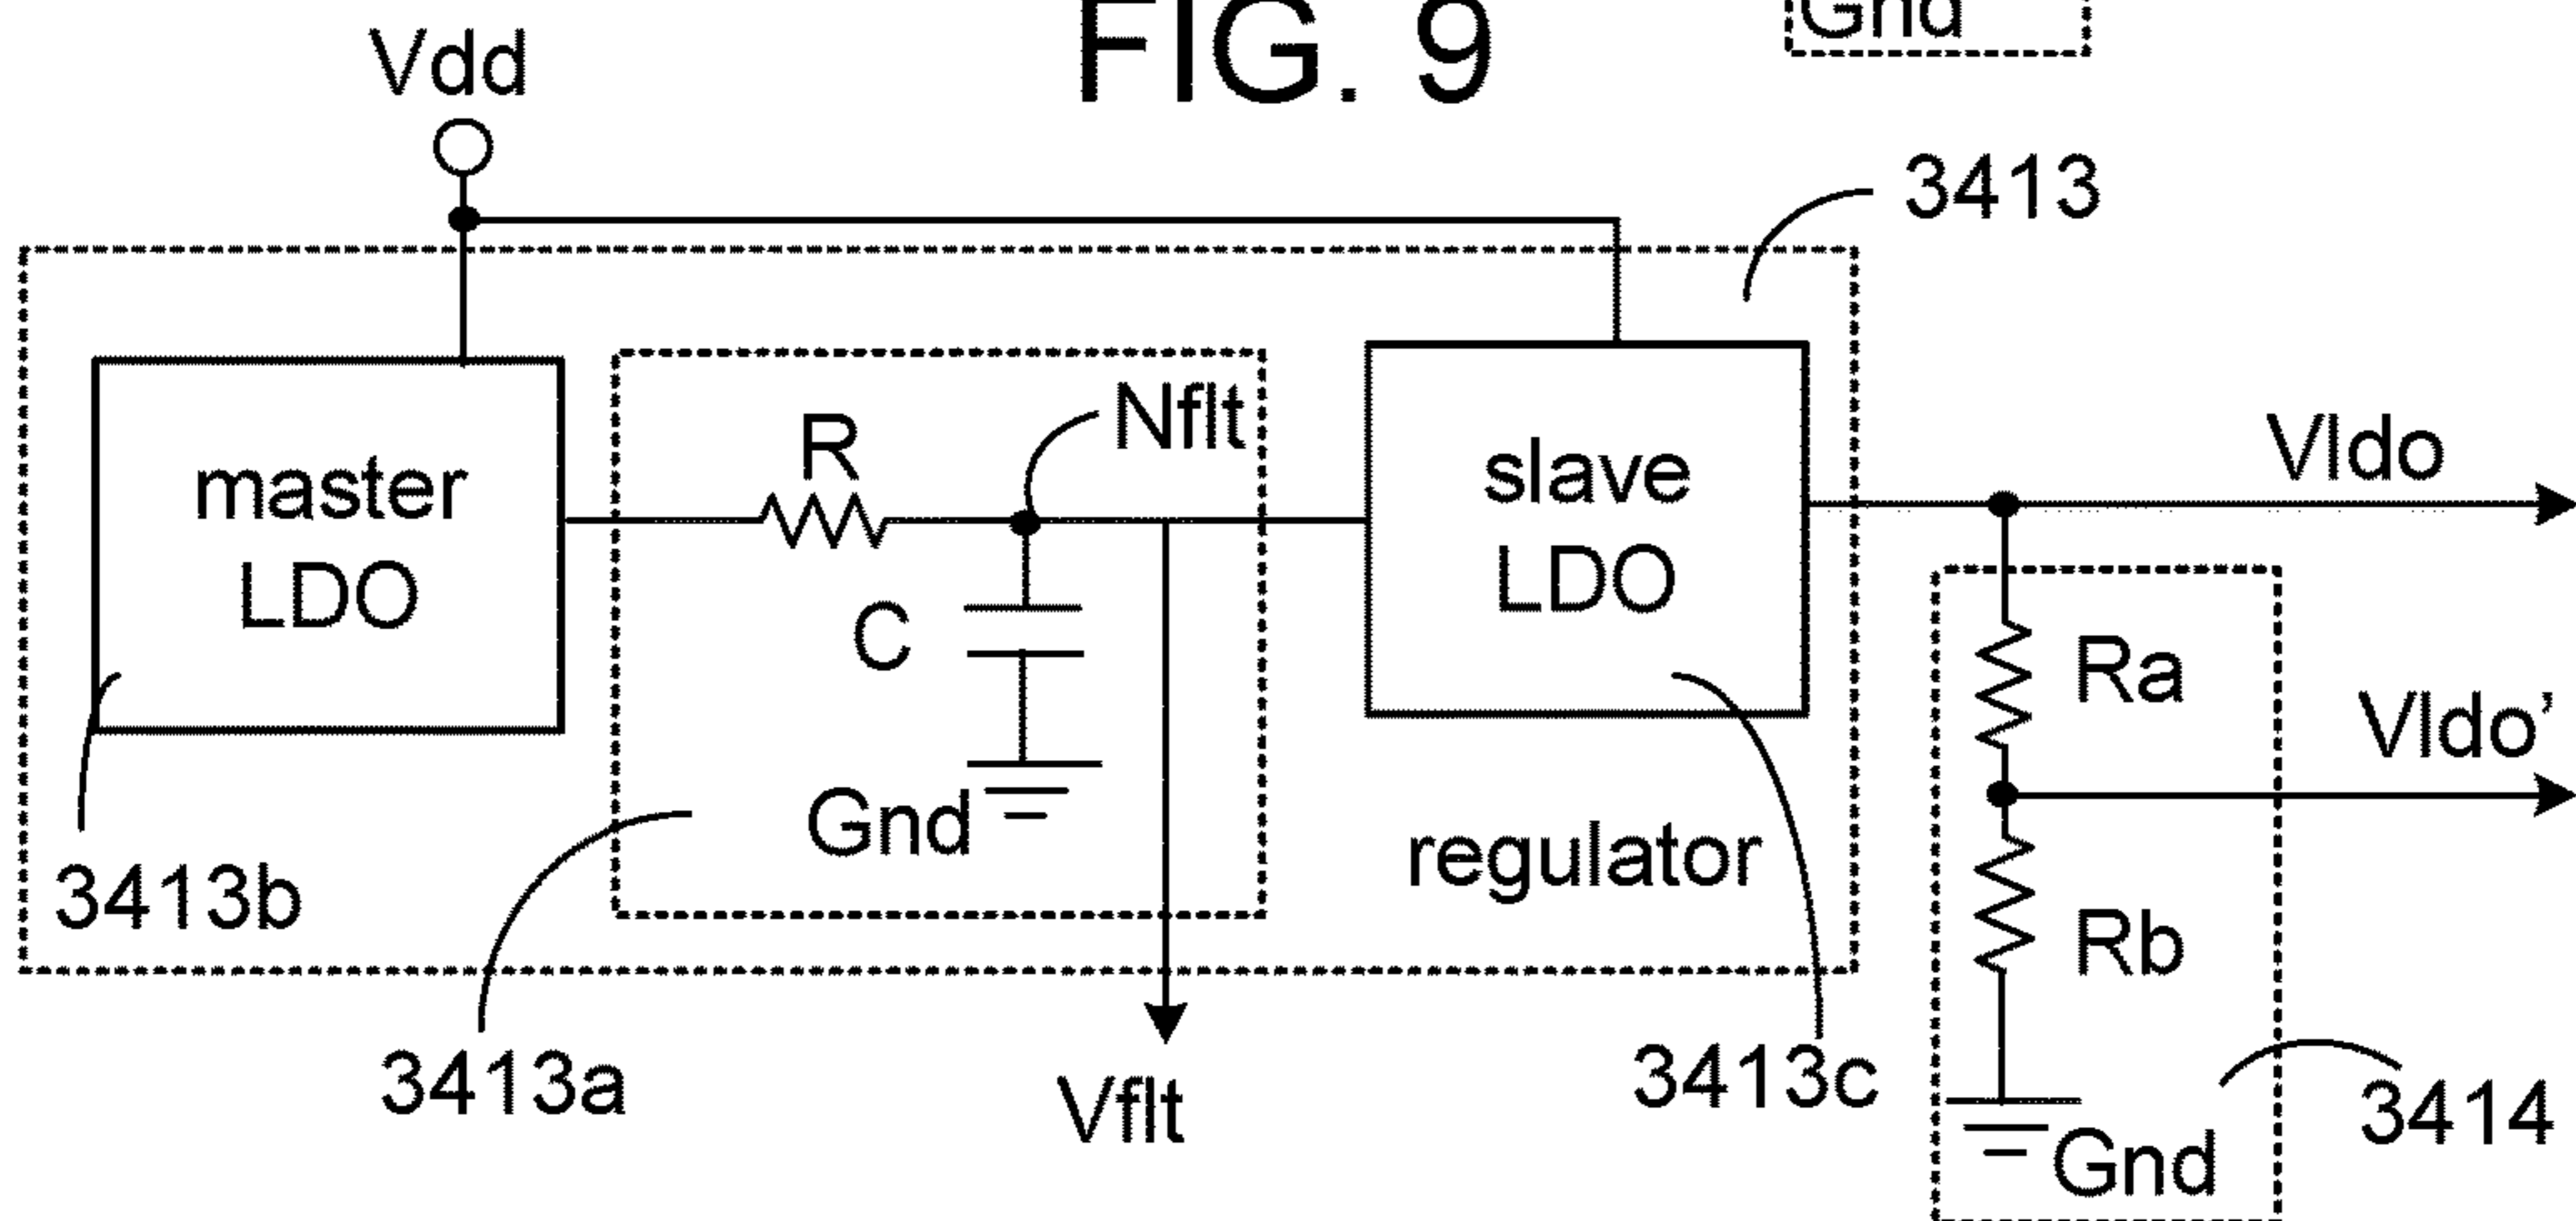 FIG. 9
Gnd
Vdd
3413
master
LDO
R
Nflt
C
Gnd
slave
LDO
regulator
Vldo
Ra
Vldo’
Rb
Gnd
3413b
3413a
Vflt
3413c
3414